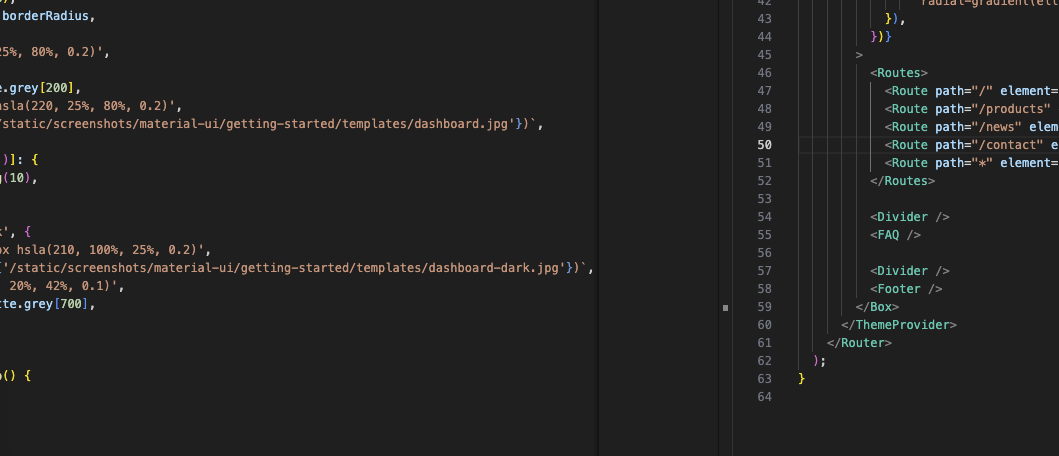 borderRadius,
25%, 80%, 0.2)',
e.grey[200],
hsla(220, 25%, 80%, 0.2)',
/static/screenshots/material-ui/getting-started/templates/dashboard.jpg'})`,
)]: {
(10),
', {
ox hsla(210, 100%, 25%, 0.2)',
'/static/screenshots/material-ui/getting-started/templates/dashboard-dark.jpg'})`,
20%, 42%, 0.1)',
tte.grey[700],
() {
42 radial-gradient(ell
43 }),
44 })}
45 >
46 <Routes>
47 <Route path="/" element=
48 <Route path="/products"
49 <Route path="/news" elem
50 <Route path="/contact" e
51 <Route path="*" element=
52 </Routes>
53
54 <Divider />
55 <FAQ />
56
57 <Divider />
58 <Footer />
59 </Box>
60 </ThemeProvider>
61 </Router>
62 );
63 }
64